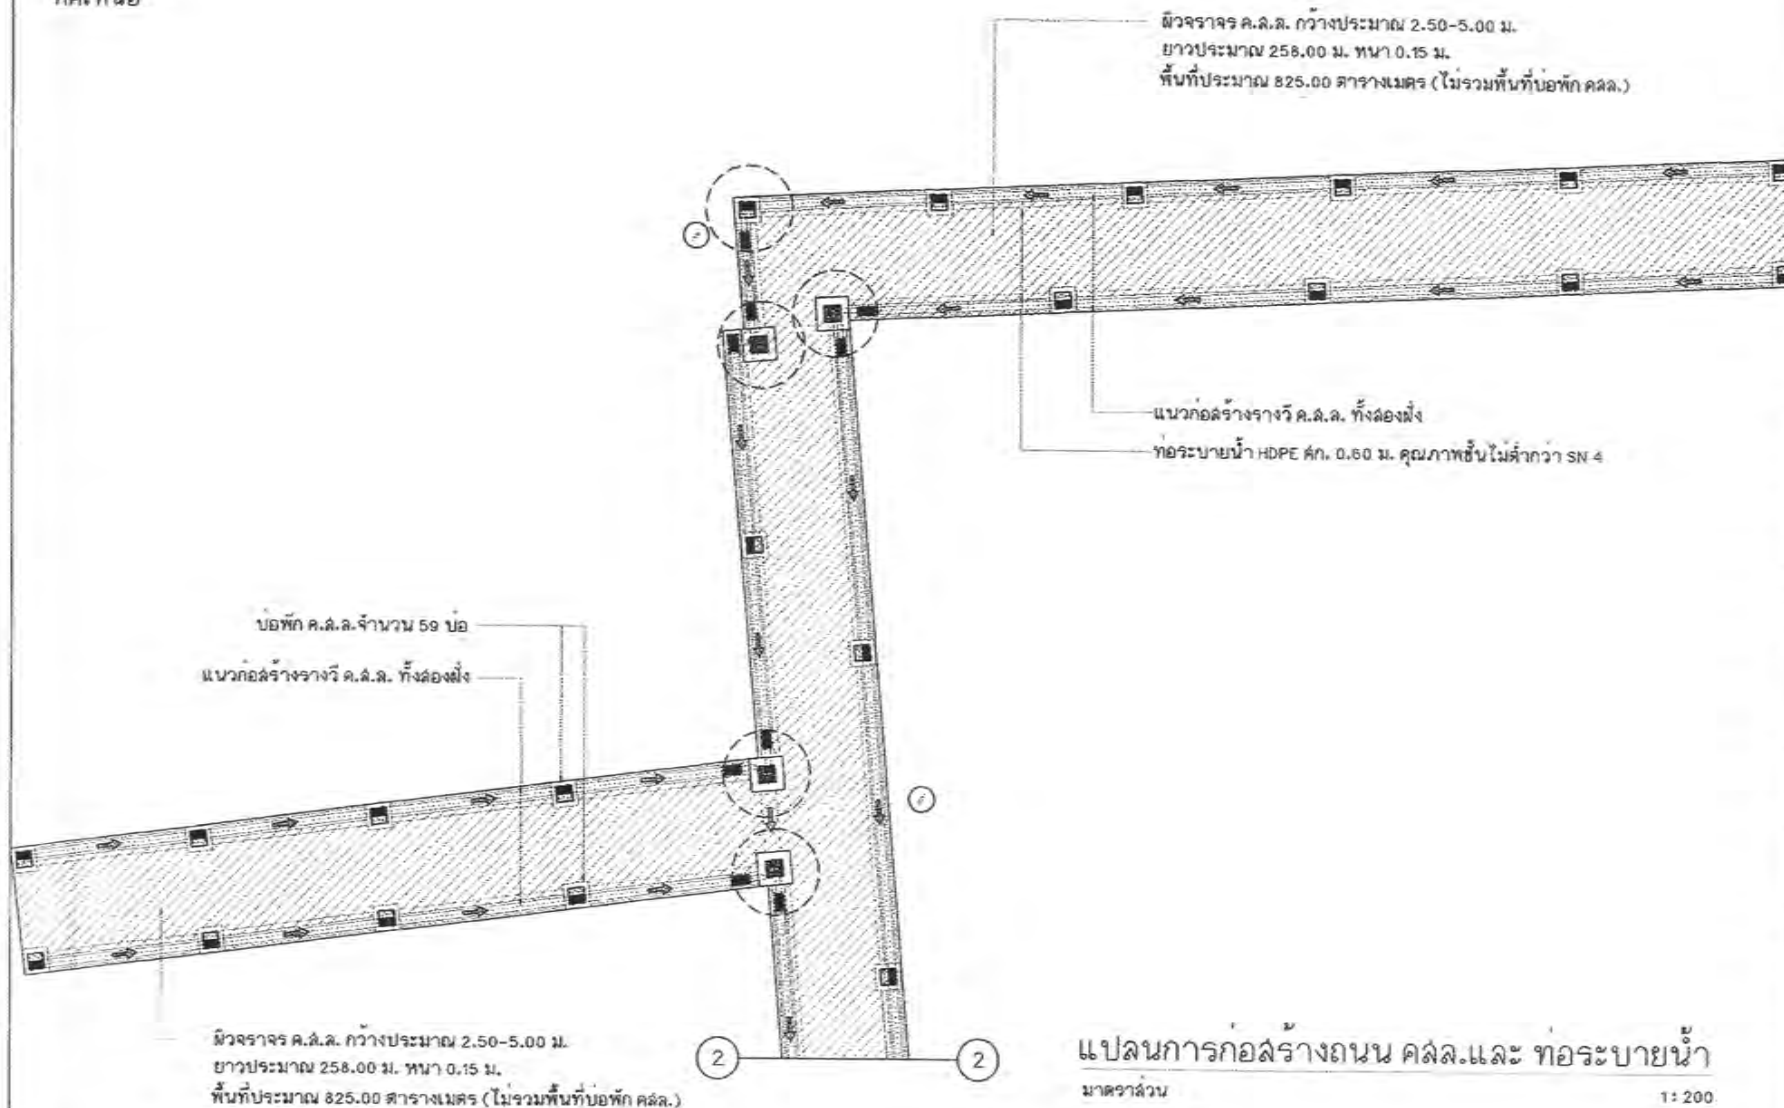 ทิศเหนือ
ผิวจราจร ค.ส.ล. กว้างประมาณ 2.50-5.00 ม.
ยาวประมาณ 258.00 ม. หนา 0.15 ม.
พื้นที่ประมาณ 825.00 ตารางเมตร (ไม่รวมพื้นที่บ่อพัก คสล.)
แนวก่อสร้างรางวี ค.ส.ล. ทั้งสองฝั่ง
ท่อระบายน้ำ HDPE ศก. 0.60 ม. คุณภาพชั้นไม่ต่ำกว่า SN 4
บ่อพัก ค.ส.ล.จำนวน 59 บ่อ
แนวก่อสร้างรางวี ค.ส.ล. ทั้งสองฝั่ง
ผิวจราจร ค.ส.ล. กว้างประมาณ 2.50-5.00 ม.
ยาวประมาณ 258.00 ม. หนา 0.15 ม.
พื้นที่ประมาณ 825.00 ตารางเมตร (ไม่รวมพื้นที่บ่อพัก คสล.)
2 2
แปลนการก่อสร้างถนน คสล.และ ท่อระบายน้ำ
มาตราส่วน 1:200